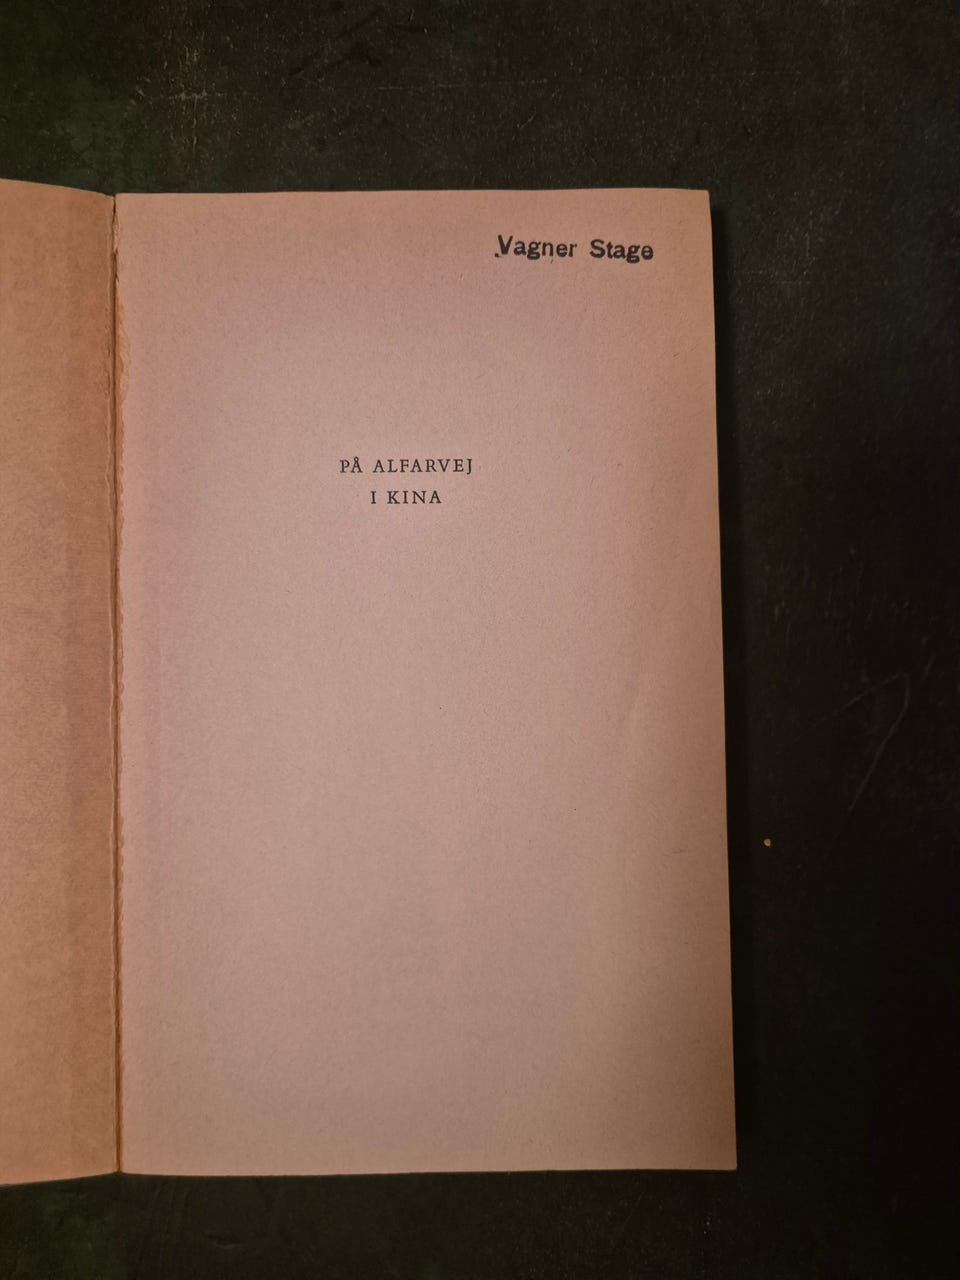 Vagner Stage
PÅ ALFARVEJ
I KINA